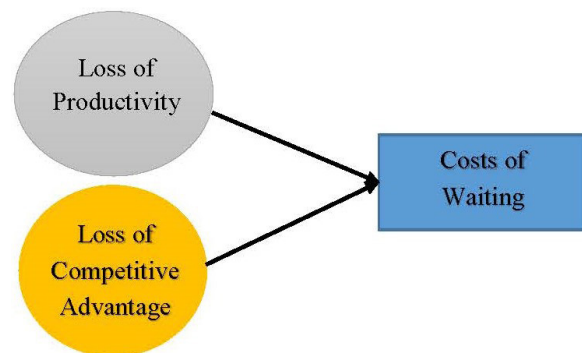 Loss of
Productivity
Costs of
Waiting
Loss of
Competitive
Advantage